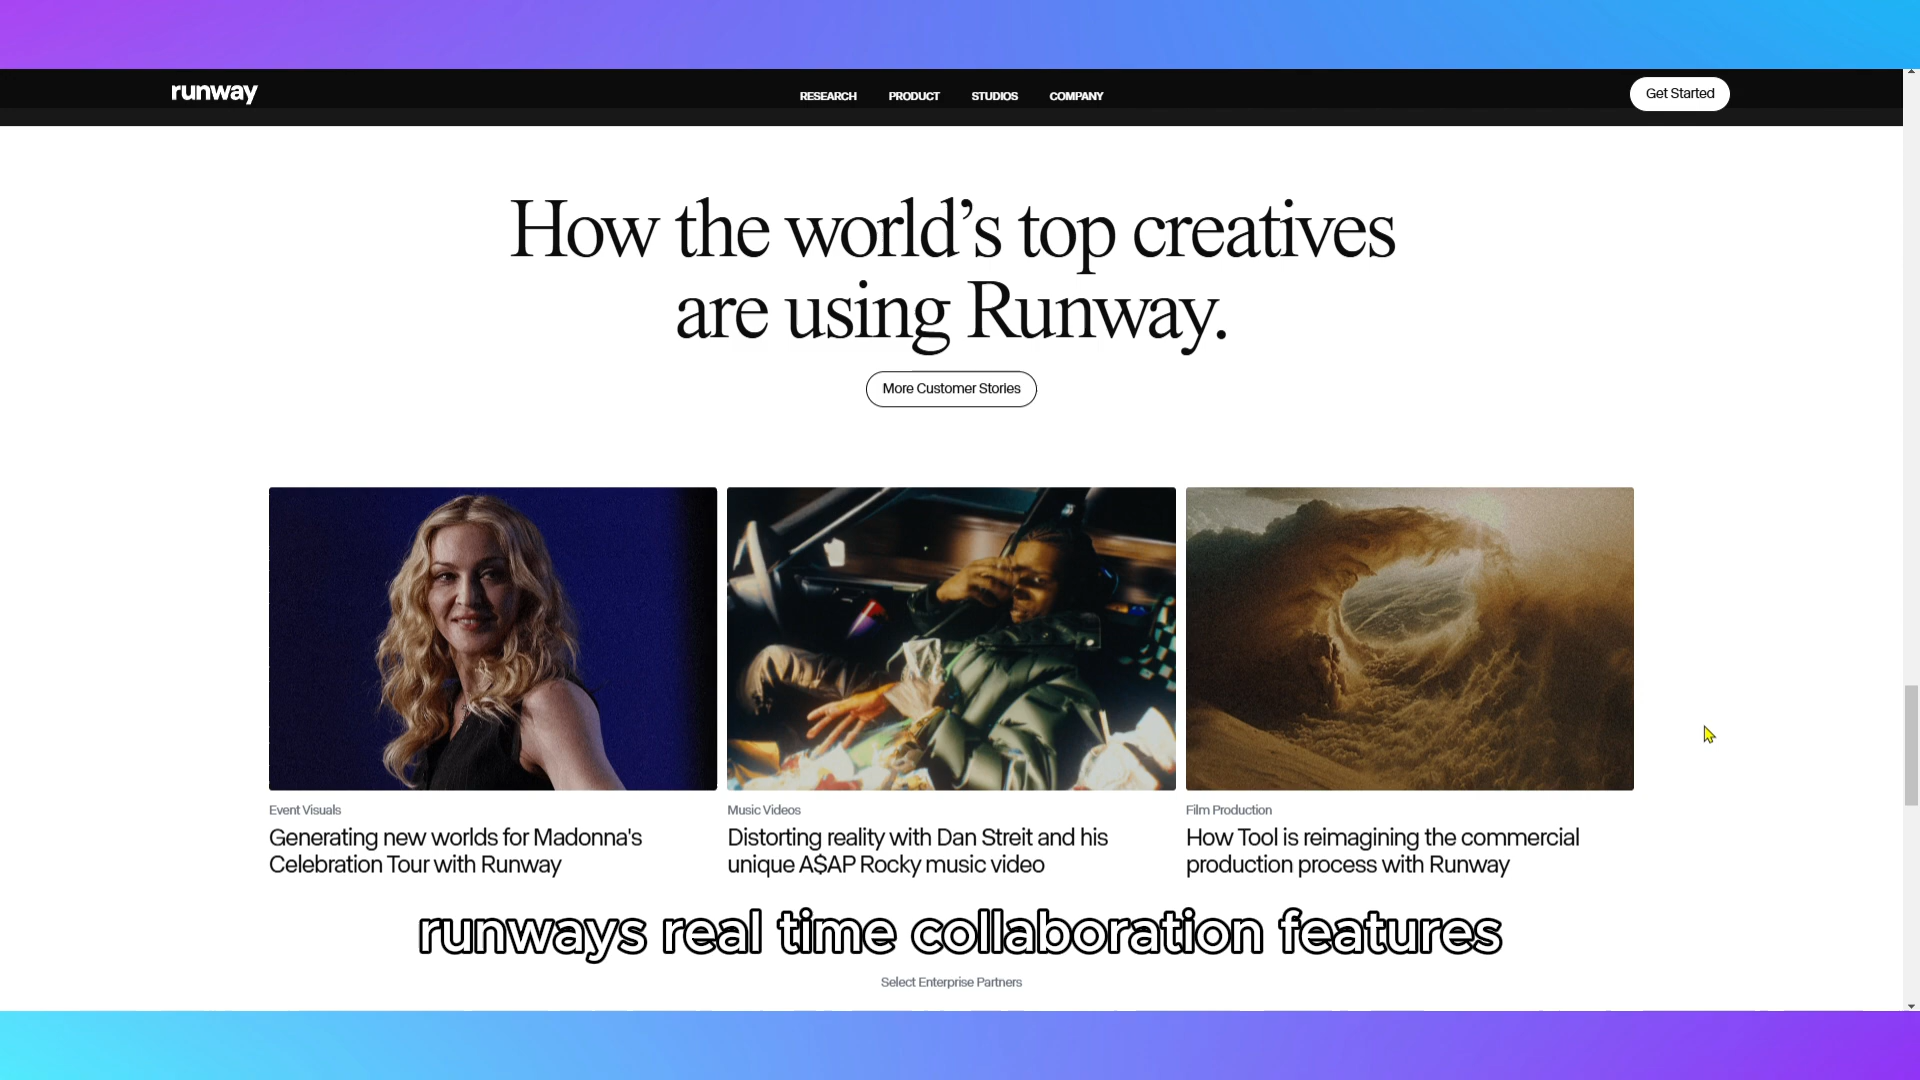 runway
RESEARCH
PRODUCT
STUDIOS
COMPANY
Get Started
How the world’s top creatives
are using Runway.
More Customer Stories
Event Visuals
Generating new worlds for Madonna's
Celebration Tour with Runway
Music Videos
Distorting reality with Dan Streit and his
unique A$AP Rocky music video
Film Production
How Tool is reimagining the commercial
production process with Runway
runways real time collaboration features
Select Enterprise Partners